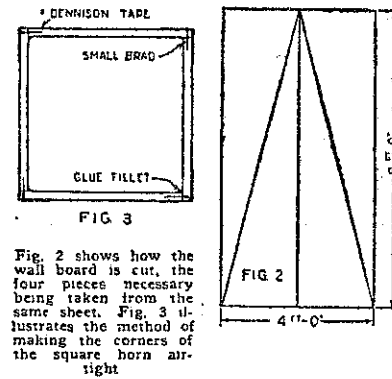 DENNISON TAPE
SMALL BRAD
GLUE FILLET
FIG 3
Fig. 2 shows how the
wall board is cut, the
four pieces necessary
being taken from the
same sheet. Fig. 3 il-
lustrates the method of
making the corners of
the square horn air-
tight
FIG. 2
4 FT-0"